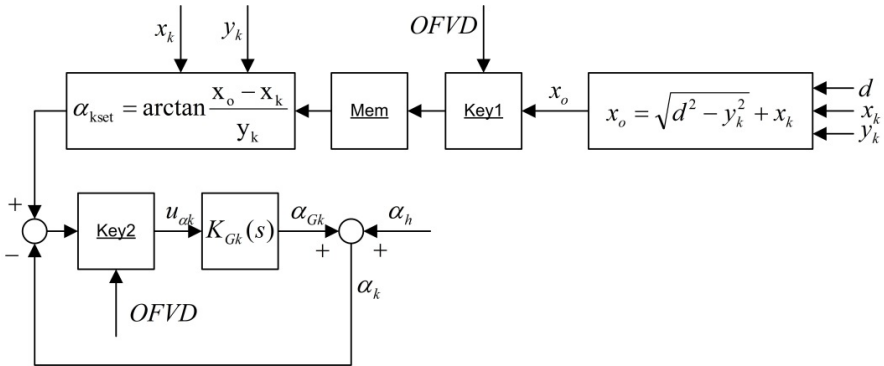 x_k y_k OFVD
α_kset = arctan (x_o − x_k) / y_k
Mem
Key1
x_o
x_o = √(d² − y_k²) + x_k
d
x_k
y_k
+
−
Key2
u_αk
K_Gk(s)
α_Gk
+
α_h
+
α_k
OFVD